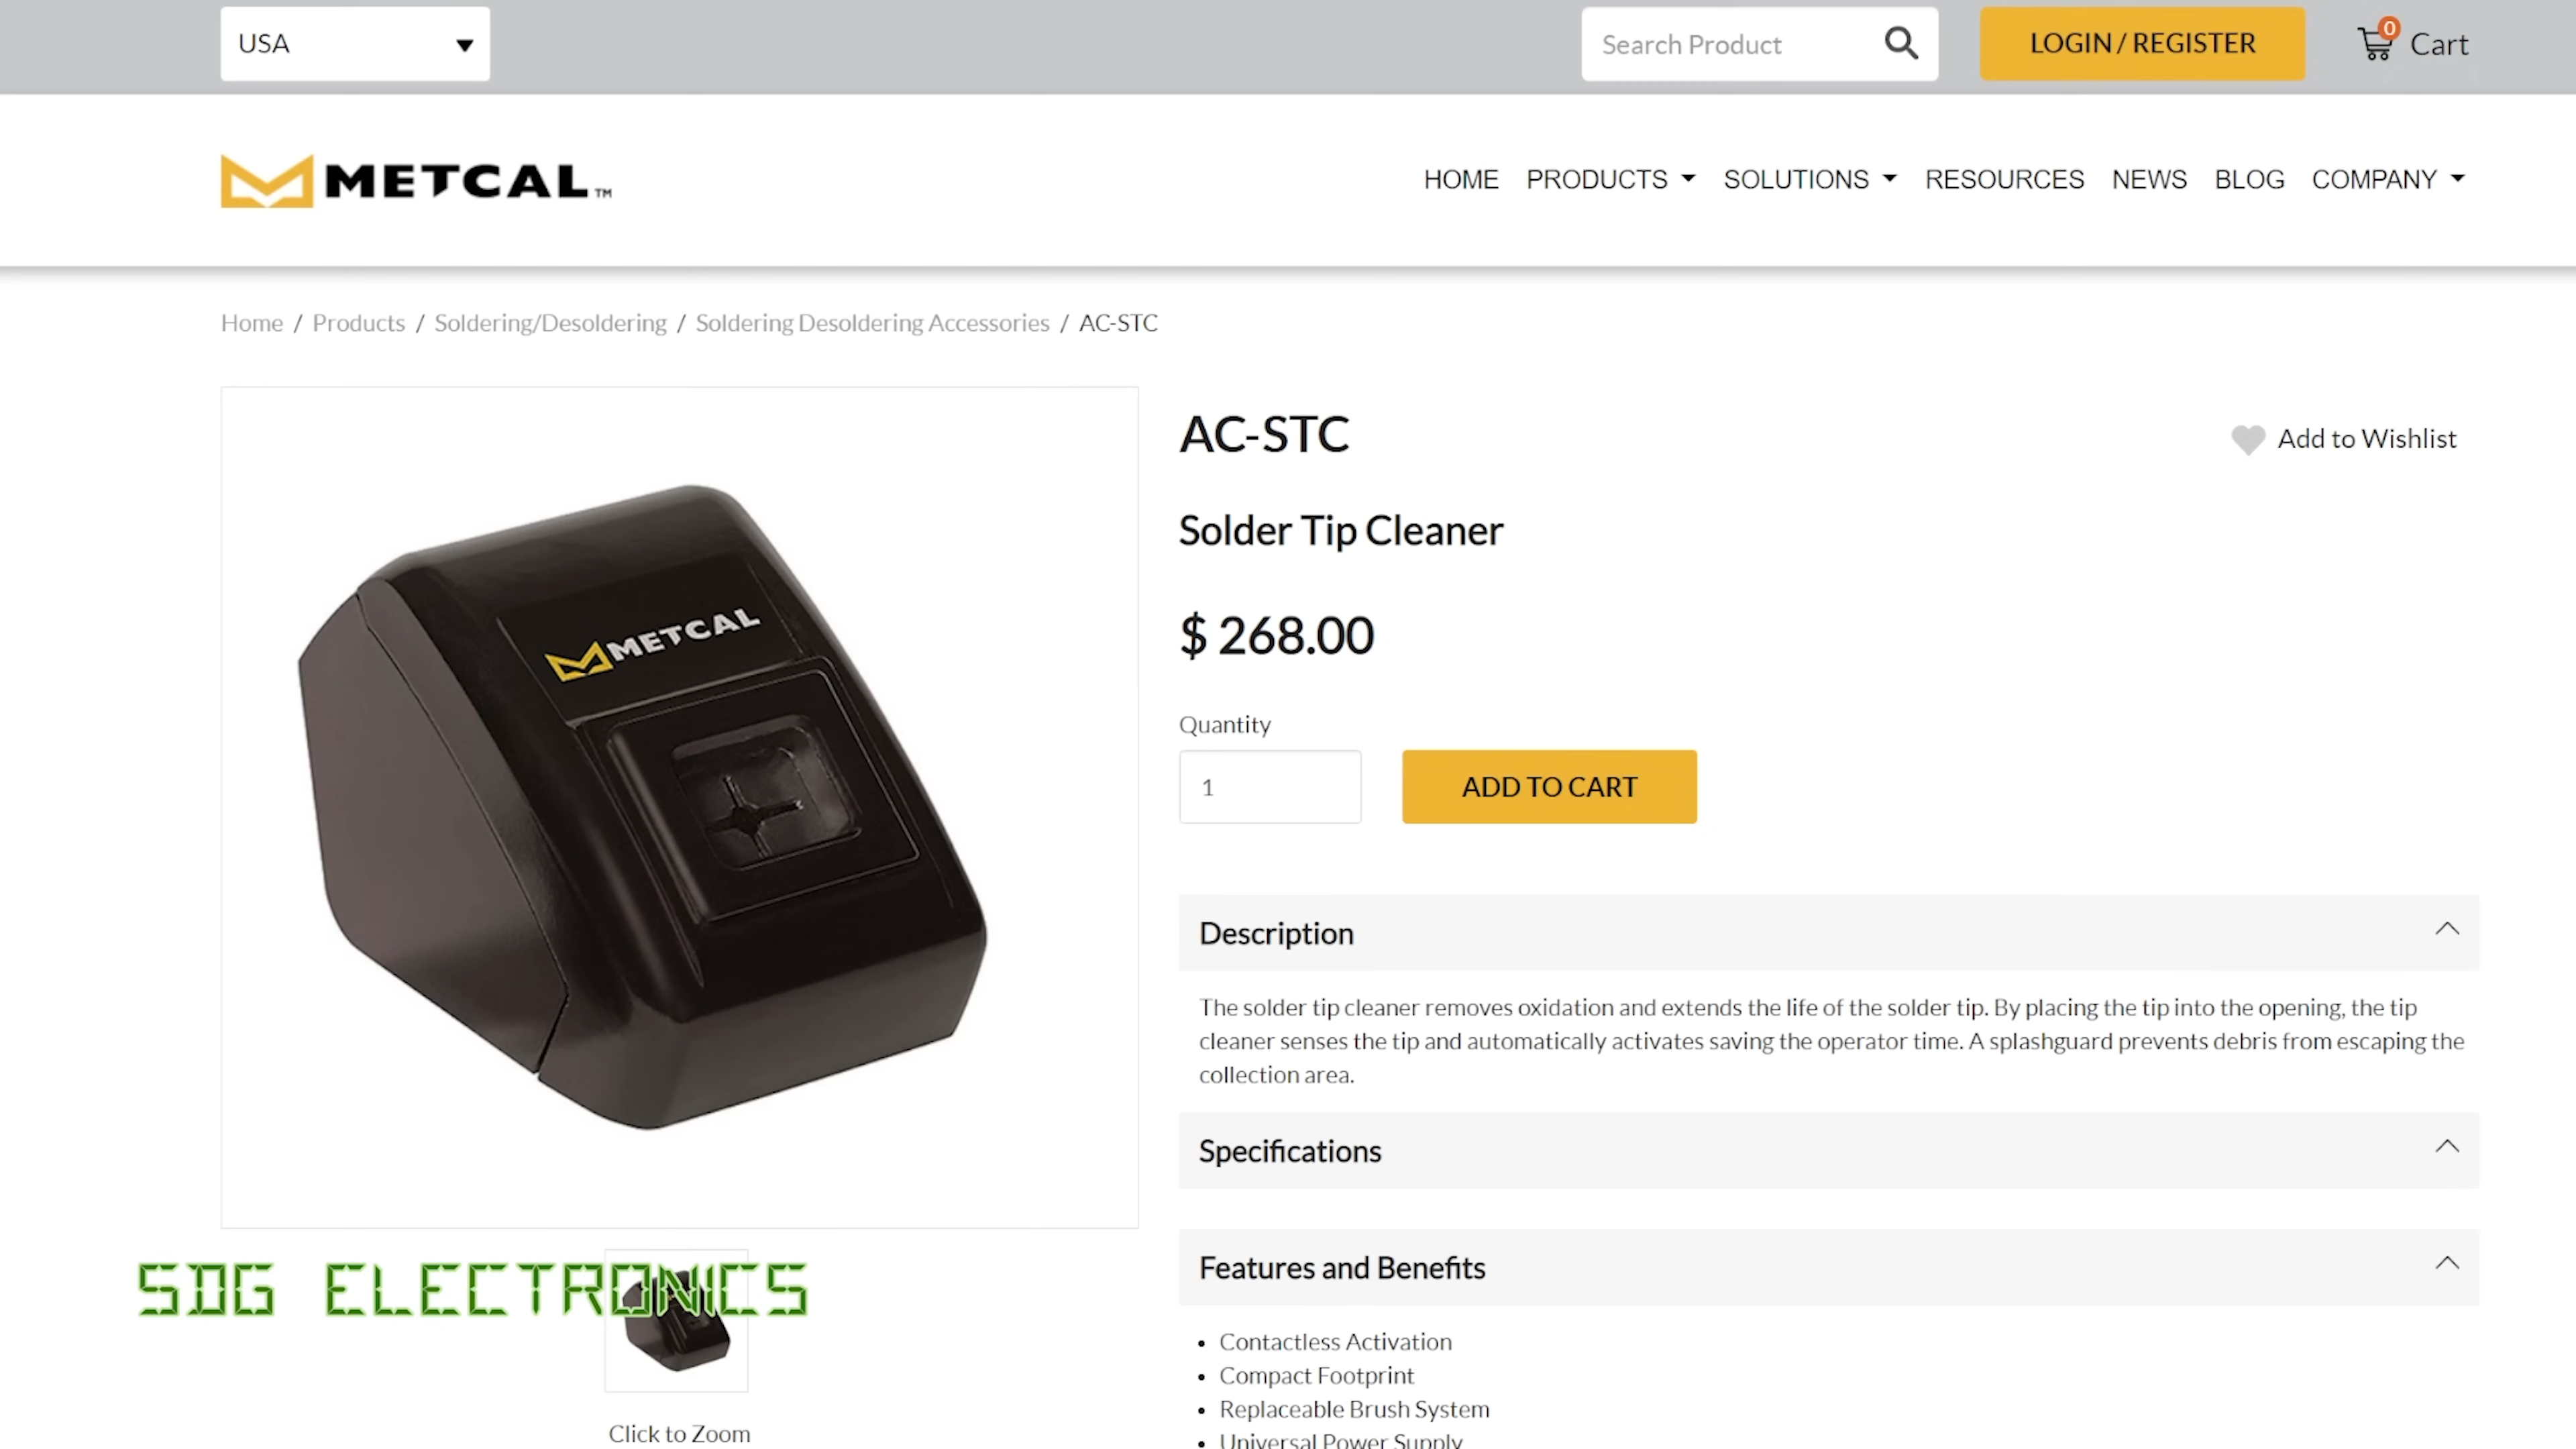 USA
Search Product
LOGIN / REGISTER
0
Cart
METCAL™
HOME
PRODUCTS
SOLUTIONS
RESOURCES
NEWS
BLOG
COMPANY
Home / Products / Soldering/Desoldering / Soldering Desoldering Accessories / AC-STC
METCAL
AC-STC
Add to Wishlist
Solder Tip Cleaner
$ 268.00
Quantity
1
ADD TO CART
Description
The solder tip cleaner removes oxidation and extends the life of the solder tip. By placing the tip into the opening, the tip
cleaner senses the tip and automatically activates saving the operator time. A splashguard prevents debris from escaping the
collection area.
Specifications
Features and Benefits
• Contactless Activation
• Compact Footprint
• Replaceable Brush System
• Universal Power Supply
SDG ELECTRONICS
Click to Zoom